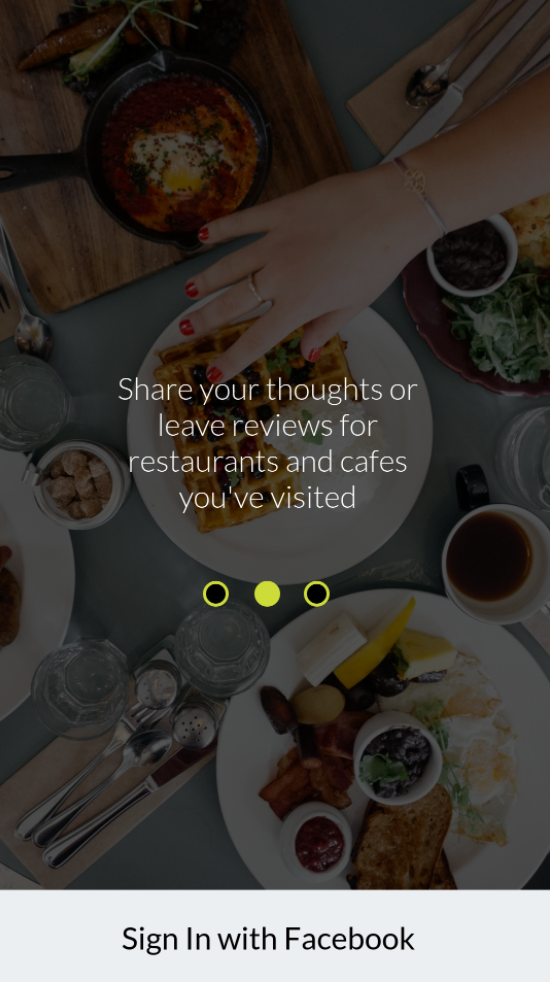 Share your thoughts or
leave reviews for
restaurants and cafes
you've visited
Sign In with Facebook